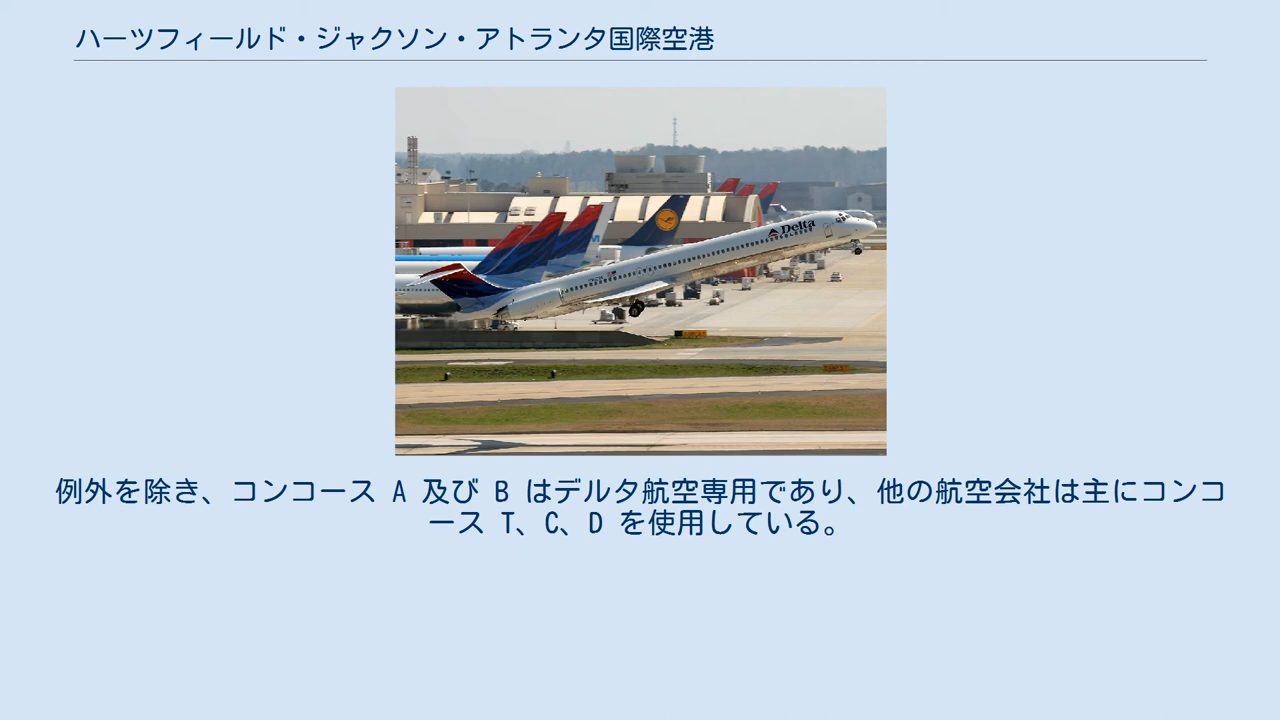 ハーツフィールド・ジャクソン・アトランタ国際空港
Delta
例外を除き、コンコース A 及び B はデルタ航空専用であり、他の航空会社は主にコンコ
ース T、C、D を使用している。